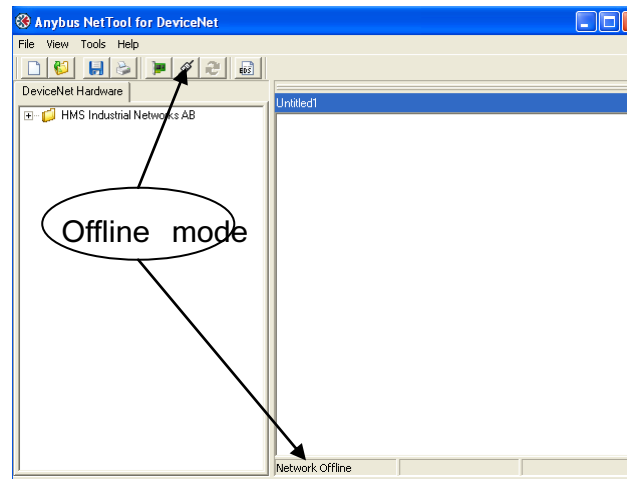 Anybus NetTool for DeviceNet
File View Tools Help
EDS
DeviceNet Hardware
Untitled1
HMS Industrial Networks AB
Offline mode
Network Offline